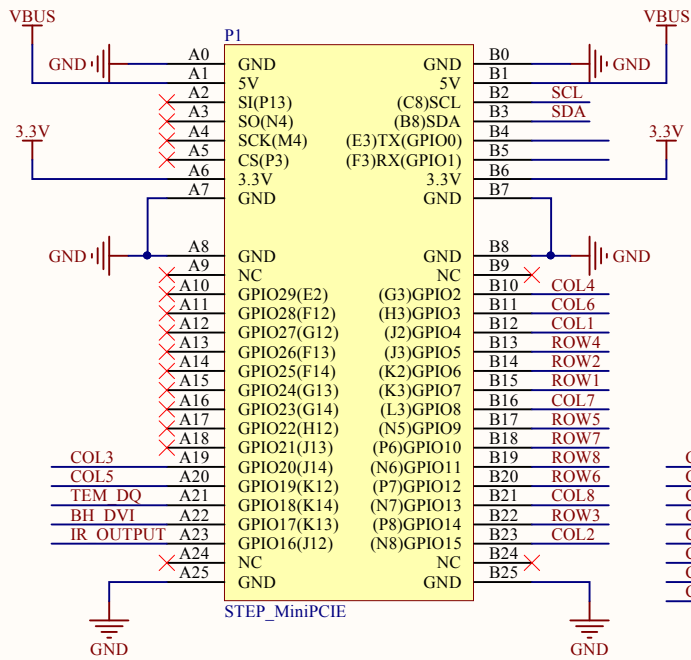 VBUS VBUS
P1
GND A0 GND GND B0 GND
A1 5V 5V B1
A2 SI(P13) (C8)SCL B2 SCL
A3 SO(N4) (B8)SDA B3 SDA
3.3V A4 SCK(M4) (E3)TX(GPIO0) B4 3.3V
A5 CS(P3) (F3)RX(GPIO1) B5
A6 3.3V 3.3V B6
A7 GND GND B7
GND A8 GND GND B8 GND
A9 NC NC B9
A10 GPIO29(E2) (G3)GPIO2 B10 COL4
A11 GPIO28(F12) (H3)GPIO3 B11 COL6
A12 GPIO27(G12) (J2)GPIO4 B12 COL1
A13 GPIO26(F13) (J3)GPIO5 B13 ROW4
A14 GPIO25(F14) (K2)GPIO6 B14 ROW2
A15 GPIO24(G13) (K3)GPIO7 B15 ROW1
A16 GPIO23(G14) (L3)GPIO8 B16 COL7
A17 GPIO22(H12) (N5)GPIO9 B17 ROW5
A18 GPIO21(J13) (P6)GPIO10 B18 ROW7
COL3 A19 GPIO20(J14) (N6)GPIO11 B19 ROW8
COL5 A20 GPIO19(K12) (P7)GPIO12 B20 ROW6
TEM_DQ A21 GPIO18(K14) (N7)GPIO13 B21 COL8
BH_DVI A22 GPIO17(K13) (P8)GPIO14 B22 ROW3
IR_OUTPUT A23 GPIO16(J12) (N8)GPIO15 B23 COL2
A24 NC NC B24
A25 GND GND B25
STEP_MiniPCIE
GND GND